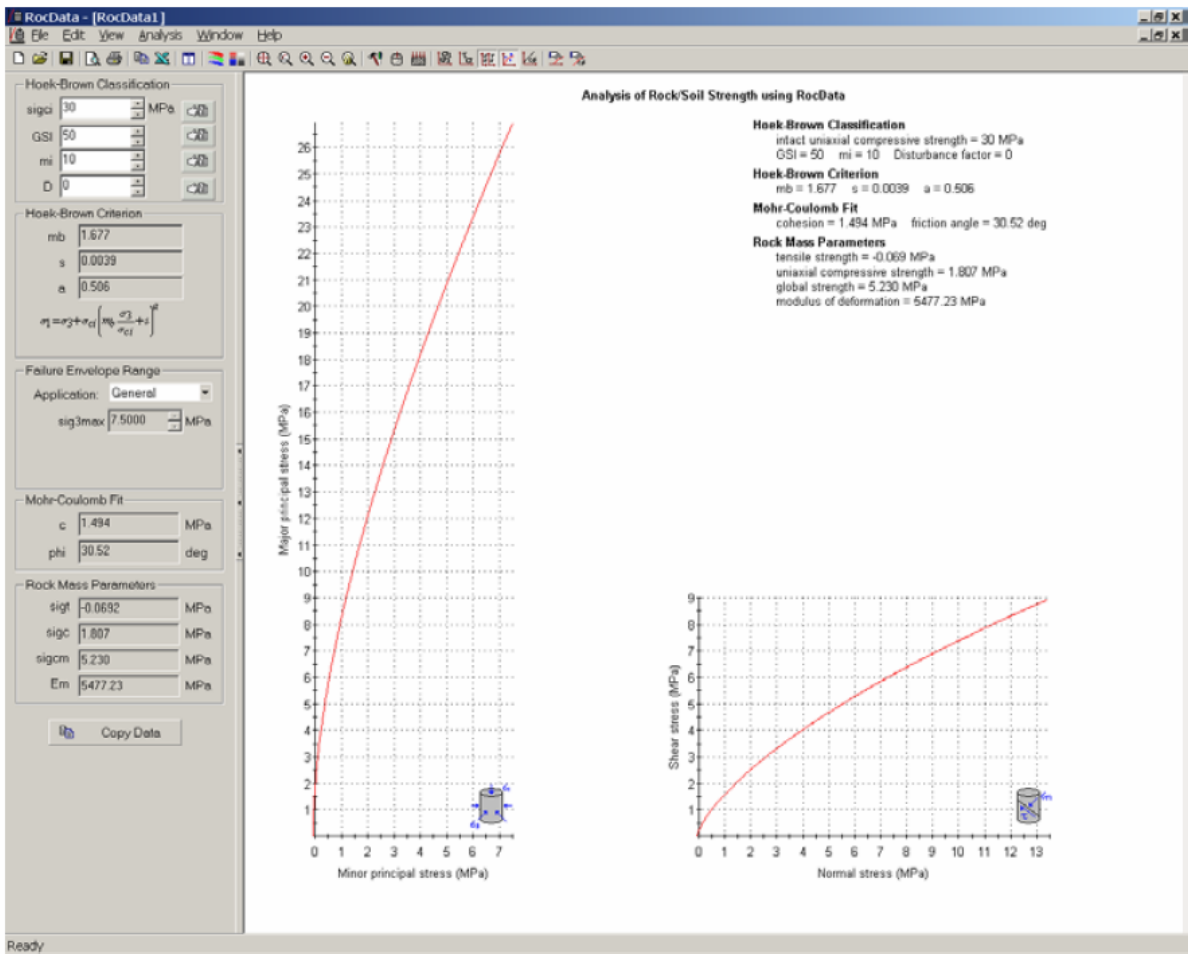 RocData - [RocData1]
File Edit View Analysis Window Help
Hoek-Brown Classification
sigci 30 MPa
GSI 50
mi 10
D 0
Hoek-Brown Criterion
mb 1.677
s 0.0039
a 0.506
σ1=σ3+σci(mb σ3/σci +s)^a
Failure Envelope Range
Application: General
sig3max 7.5000 MPa
Mohr-Coulomb Fit
c 1.494 MPa
phi 30.52 deg
Rock Mass Parameters
sigt -0.0692 MPa
sigc 1.807 MPa
sigcm 5.230 MPa
Em 5477.23 MPa
Copy Data
Analysis of Rock/Soil Strength using RocData
Hoek-Brown Classification
intact uniaxial compressive strength = 30 MPa
GSI = 50 mi = 10 Disturbance factor = 0
Hoek-Brown Criterion
mb = 1.677 s = 0.0039 a = 0.506
Mohr-Coulomb Fit
cohesion = 1.494 MPa friction angle = 30.52 deg
Rock Mass Parameters
tensile strength = -0.069 MPa
uniaxial compressive strength = 1.807 MPa
global strength = 5.230 MPa
modulus of deformation = 5477.23 MPa
Major principal stress (MPa)
26
25
24
23
22
21
20
19
18
17
16
15
14
13
12
11
10
9
8
7
6
5
4
3
2
1
0 1 2 3 4 5 6 7
Minor principal stress (MPa)
Shear stress (MPa)
9
8
7
6
5
4
3
2
1
0 1 2 3 4 5 6 7 8 9 10 11 12 13
Normal stress (MPa)
Ready